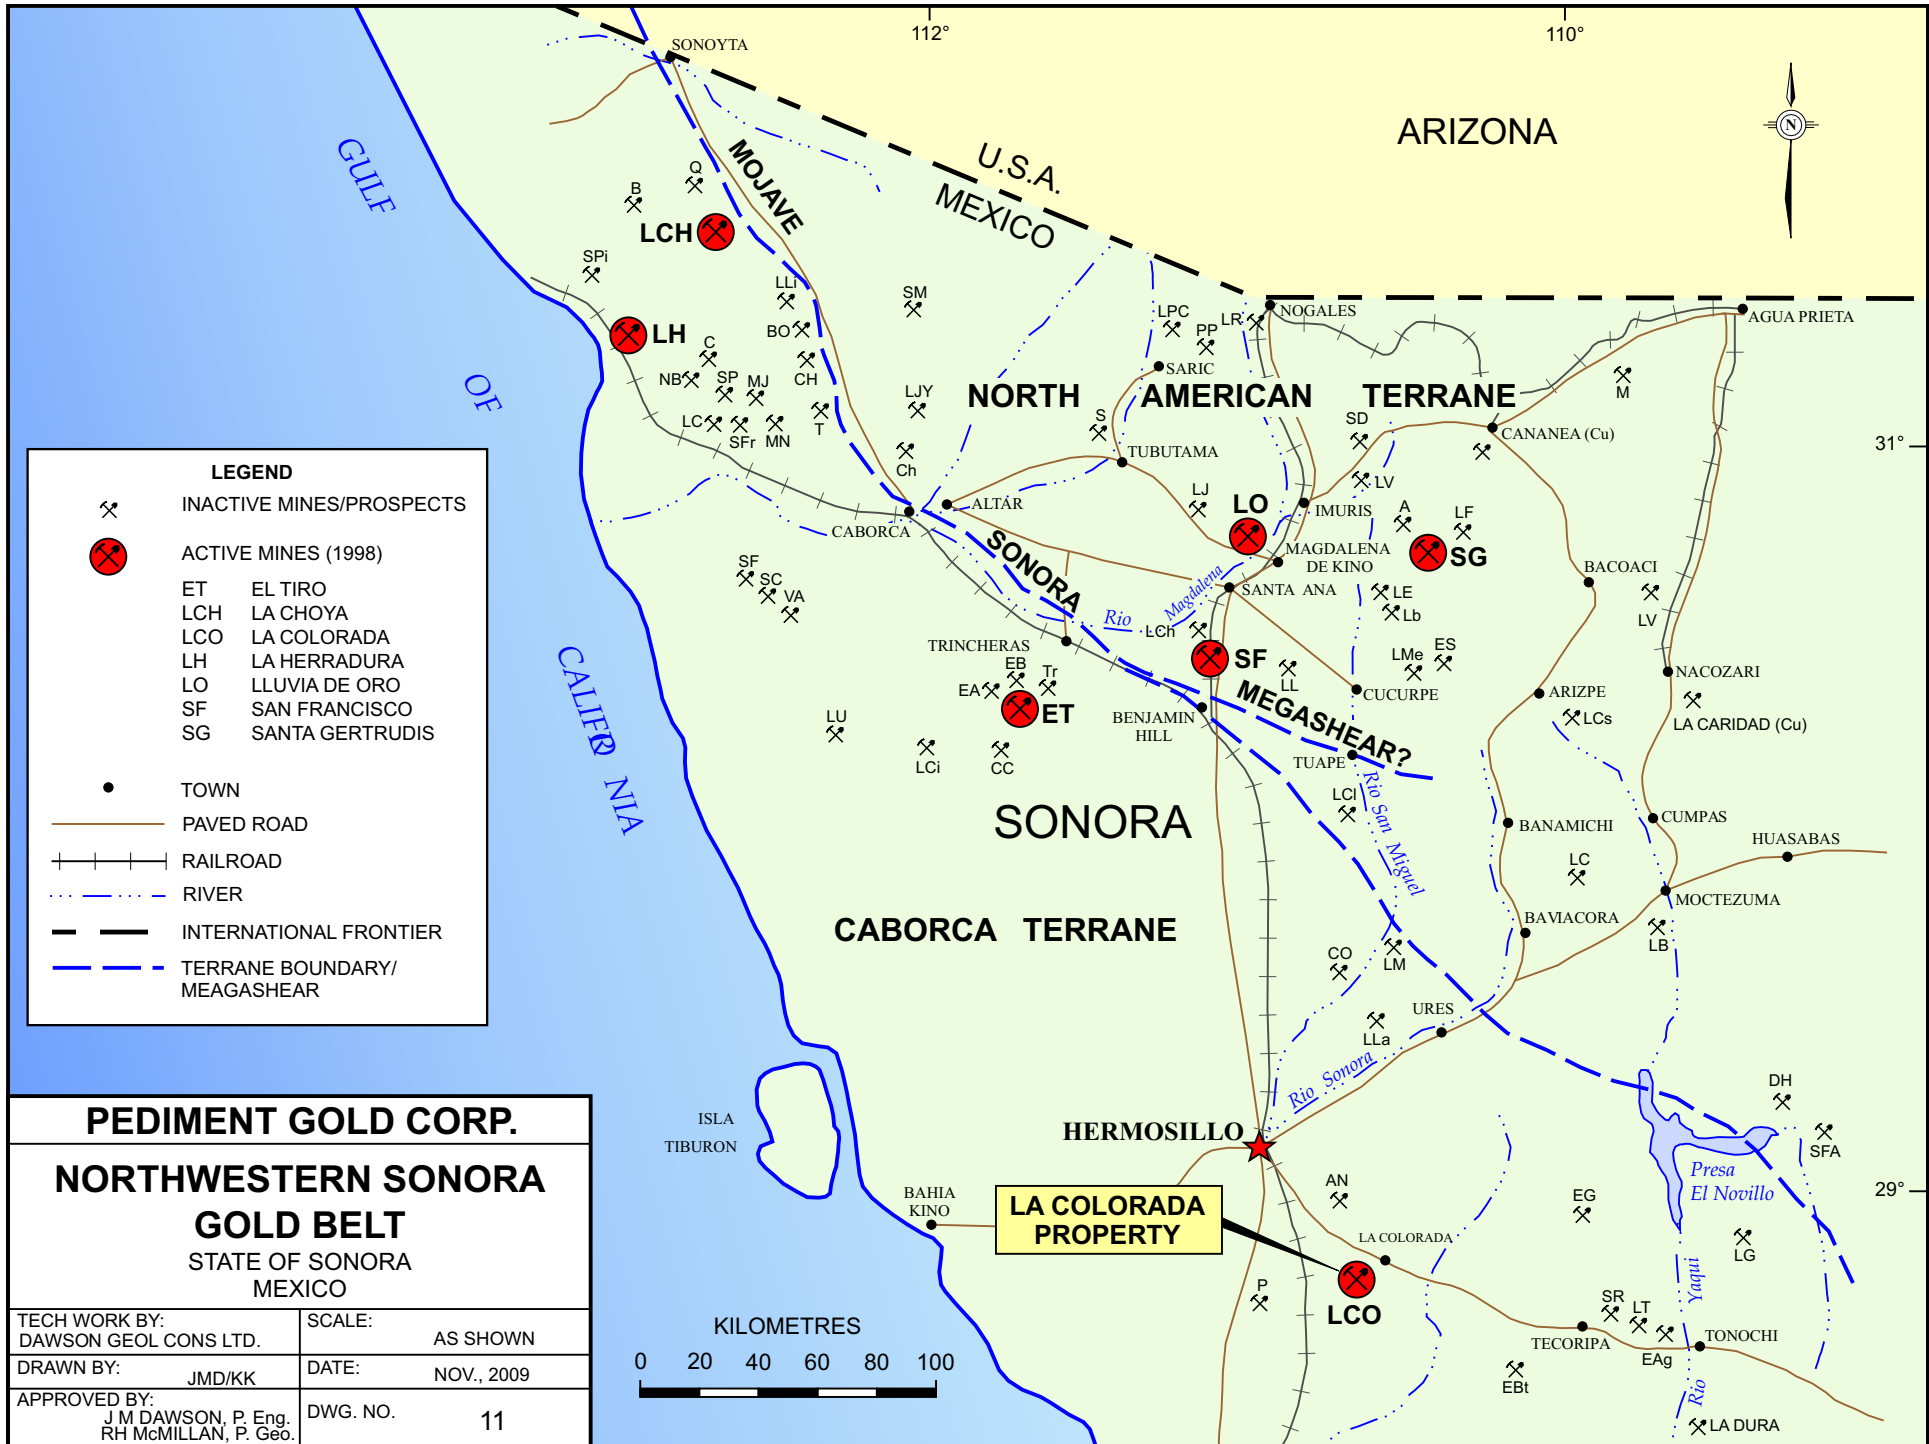 112°
110°
SONOYTA
ARIZONA
N
U.S.A.
MEXICO
GULF
OF
CALIFORNIA
MOJAVE
Q
B
LCH
SPi
LLi
SM
BO
LH
C
CH
NB
SP
MJ
LJY
LC
SFr
MN
T
Ch
LPC
PP
LR
NOGALES
AGUA PRIETA
SARIC
NORTH AMERICAN TERRANE
M
S
SD
CANANEA (Cu)
31°
TUBUTAMA
LV
LJ
LO
IMURIS
A
LF
ALTAR
CABORCA
SONORA
MAGDALENA
DE KINO
SG
BACOACI
SF
SC
VA
SANTA ANA
LE
Lb
LV
Rio
Magdalena
LCh
TRINCHERAS
SF
LMe
ES
EB
Tr
EA
LL
NACOZARI
ET
MEGASHEAR?
CUCURPE
ARIZPE
LCs
LA CARIDAD (Cu)
BENJAMIN
HILL
LU
LCi
CC
TUAPE
LCl
Rio San Miguel
SONORA
BANAMICHI
CUMPAS
HUASABAS
LC
MOCTEZUMA
CABORCA TERRANE
BAVIACORA
LB
CO
LM
URES
LLa
Rio Sonora
DH
SFA
HERMOSILLO
ISLA
TIBURON
Presa
El Novillo
29°
AN
EG
BAHIA
KINO
LA COLORADA
PROPERTY
LA COLORADA
LG
Yaqui
P
LCO
SR
LT
EAg
TECORIPA
TONOCHI
EBt
Rio
LA DURA
LEGEND
INACTIVE MINES/PROSPECTS
ACTIVE MINES (1998)
ET EL TIRO
LCH LA CHOYA
LCO LA COLORADA
LH LA HERRADURA
LO LLUVIA DE ORO
SF SAN FRANCISCO
SG SANTA GERTRUDIS
TOWN
PAVED ROAD
RAILROAD
RIVER
INTERNATIONAL FRONTIER
TERRANE BOUNDARY/
MEAGASHEAR
KILOMETRES
0 20 40 60 80 100
PEDIMENT GOLD CORP.
NORTHWESTERN SONORA
GOLD BELT
STATE OF SONORA
MEXICO
TECH WORK BY:
DAWSON GEOL CONS LTD.
SCALE:
AS SHOWN
DRAWN BY:
JMD/KK
DATE:
NOV., 2009
APPROVED BY:
J M DAWSON, P. Eng.
RH McMILLAN, P. Geo.
DWG. NO.
11